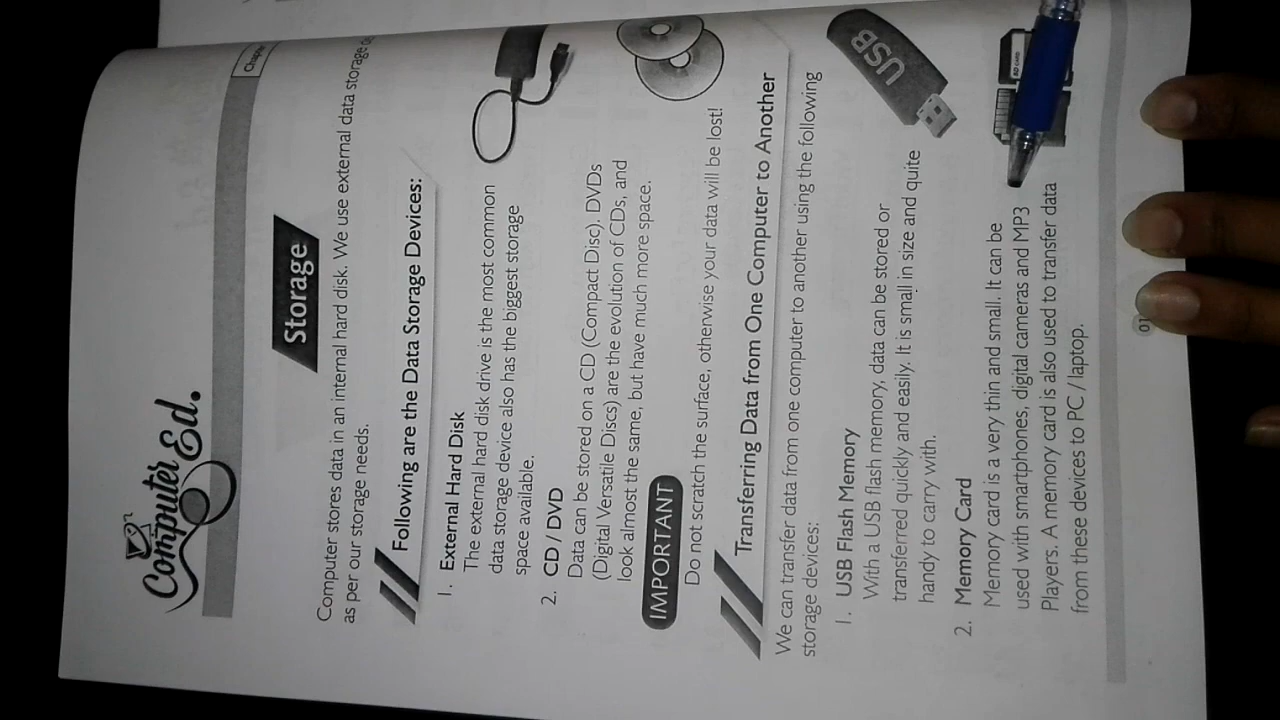 Computer Ed.
Chapter
Storage
Computer stores data in an internal hard disk. We use external data storage
as per our storage needs.
Following are the Data Storage Devices:
1. External Hard Disk
The external hard disk drive is the most common
data storage device also has the biggest storage
space available.
2. CD / DVD
Data can be stored on a CD (Compact Disc). DVDs
(Digital Versatile Discs) are the evolution of CDs, and
look almost the same, but have much more space.
IMPORTANT
Do not scratch the surface, otherwise your data will be lost!
Transferring Data from One Computer to Another
We can transfer data from one computer to another using the following
storage devices:
1. USB Flash Memory
With a USB flash memory, data can be stored or
transferred quickly and easily. It is small in size and quite
handy to carry with.
USB
2. Memory Card
Memory card is a very thin and small. It can be
used with smartphones, digital cameras and MP3
Players. A memory card is also used to transfer data
from these devices to PC / laptop.
SD CARD
01